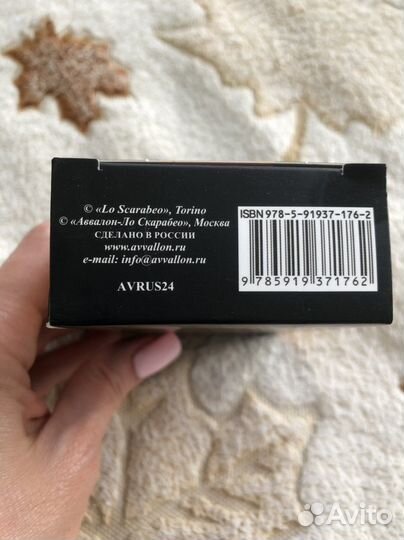 © «Lo Scarabeo», Torino
© «Аввалон-Ло Скарабео», Москва
СДЕЛАНО В РОССИИ
www.avvallon.ru
e-mail: info@avvallon.ru
AVRUS24
ISBN 978-5-91937-176-2
9 785919 371762
Avito